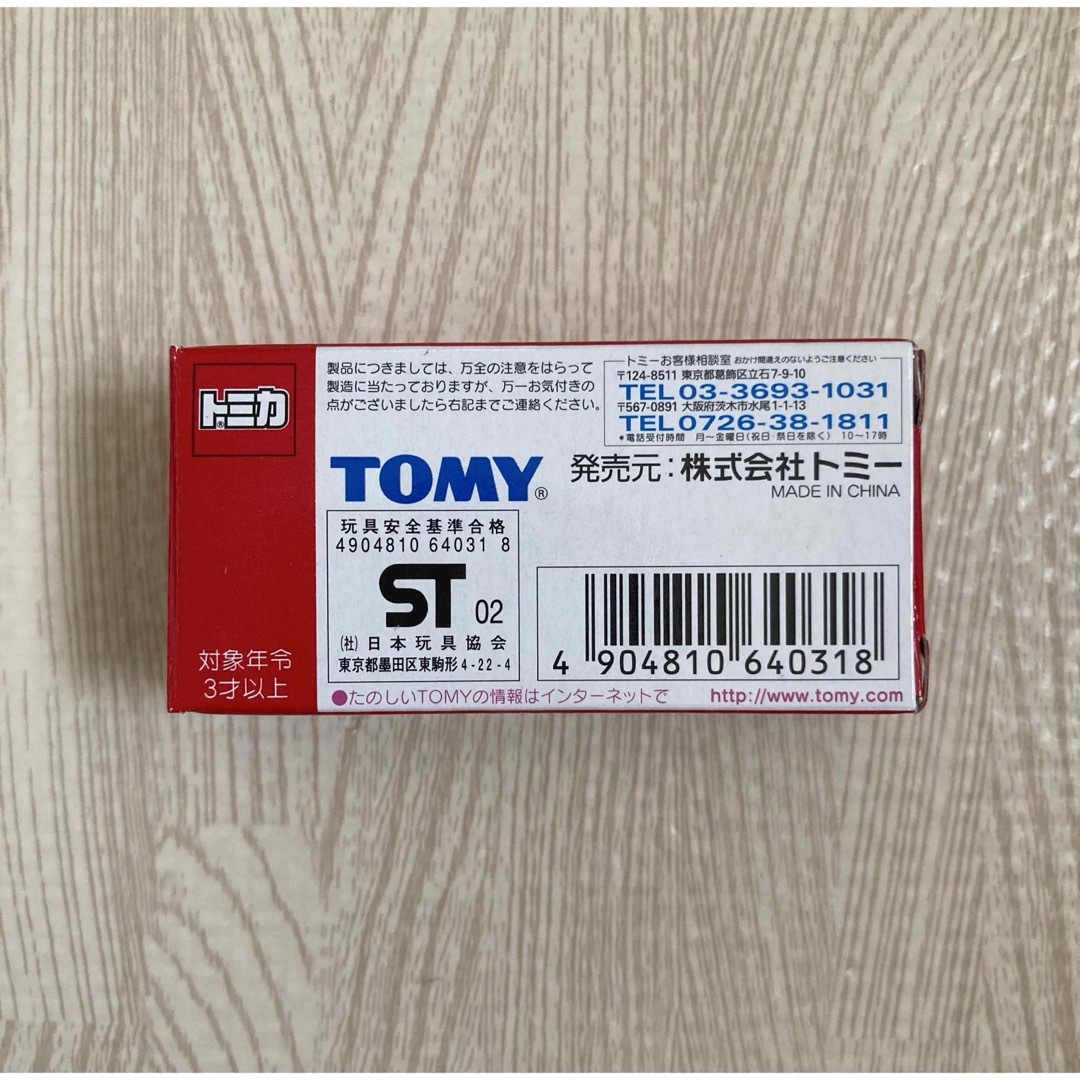 トミカ®
対象年令
3才以上
製品につきましては、万全の注意をはらって
製造に当たっておりますが、万一お気付きの
点がございましたら右記までご連絡ください。
トミーお客様相談室 おかけ間違えのないようご注意ください
〒124-8511 東京都葛飾区立石7-9-10
TEL 03-3693-1031
〒567-0891 大阪府茨木市水尾1-1-13
TEL 0726-38-1811
*電話受付時間 月～金曜日(祝日・祭日を除く) 10～17時
TOMY®
発売元:株式会社トミー
MADE IN CHINA
玩具安全基準合格
4904810 64031 8
ST 02
(社)日本玩具協会
東京都墨田区東駒形4-22-4
4 904810 640318
●たのしいTOMYの情報はインターネットで http://www.tomy.com